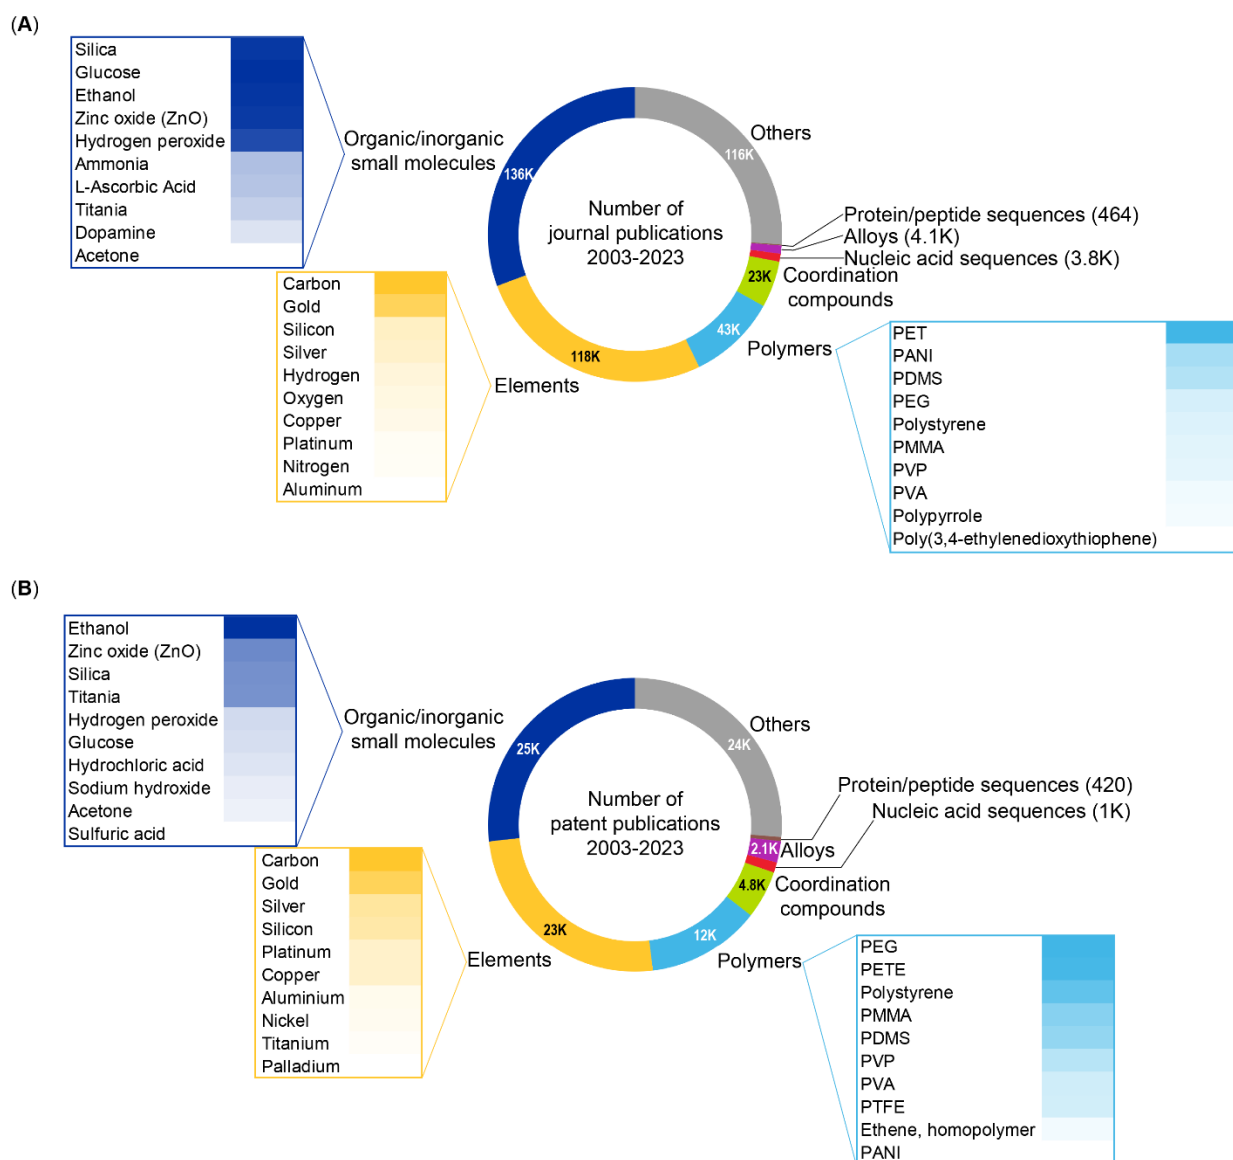 (A)
Silica
Glucose
Ethanol
Zinc oxide (ZnO)
Hydrogen peroxide
Ammonia
L-Ascorbic Acid
Titania
Dopamine
Acetone
Organic/inorganic
small molecules
136K
Number of
journal publications
2003-2023
Others
116K
Protein/peptide sequences (464)
Alloys (4.1K)
Nucleic acid sequences (3.8K)
23K
Coordination
compounds
43K
Polymers
118K
Elements
Carbon
Gold
Silicon
Silver
Hydrogen
Oxygen
Copper
Platinum
Nitrogen
Aluminum
PET
PANI
PDMS
PEG
Polystyrene
PMMA
PVP
PVA
Polypyrrole
Poly(3,4-ethylenedioxythiophene)
(B)
Ethanol
Zinc oxide (ZnO)
Silica
Titania
Hydrogen peroxide
Glucose
Hydrochloric acid
Sodium hydroxide
Acetone
Sulfuric acid
Organic/inorganic
small molecules
25K
Number of
patent publications
2003-2023
Others
24K
Protein/peptide sequences (420)
Nucleic acid sequences (1K)
2.1K
Alloys
4.8K
Coordination
compounds
12K
Polymers
23K
Elements
Carbon
Gold
Silver
Silicon
Platinum
Copper
Aluminium
Nickel
Titanium
Palladium
PEG
PETE
Polystyrene
PMMA
PDMS
PVP
PVA
PTFE
Ethene, homopolymer
PANI